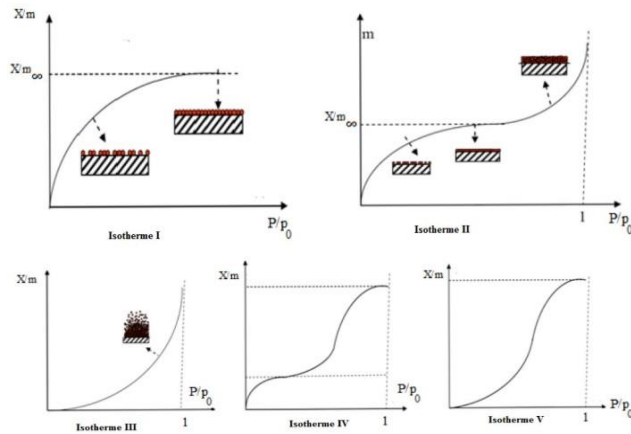 X/m
X/m∞
P/p0
Isotherme I
m
X/m∞
1
P/p0
Isotherme II
X/m
P/p0
1
Isotherme III
X/m
P/p0
1
Isotherme IV
X/m
P/p0
1
Isotherme V